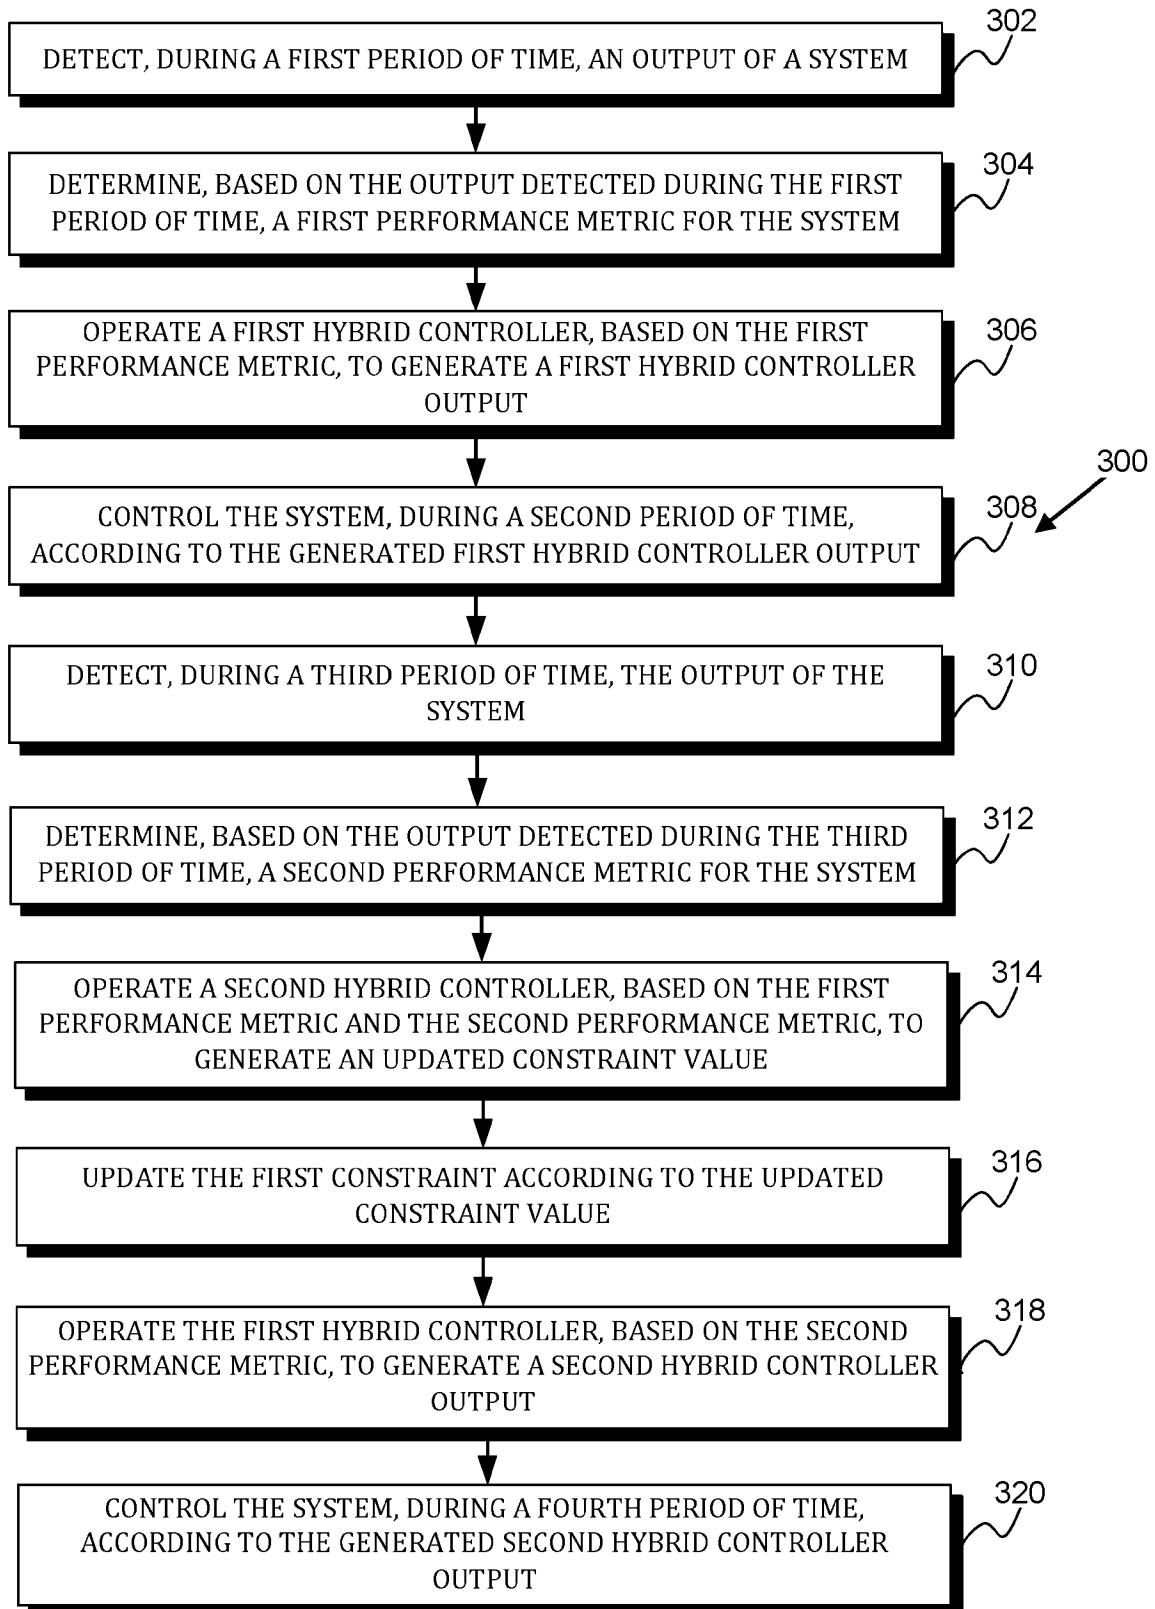 302
DETECT, DURING A FIRST PERIOD OF TIME, AN OUTPUT OF A SYSTEM
304
DETERMINE, BASED ON THE OUTPUT DETECTED DURING THE FIRST
PERIOD OF TIME, A FIRST PERFORMANCE METRIC FOR THE SYSTEM
306
OPERATE A FIRST HYBRID CONTROLLER, BASED ON THE FIRST
PERFORMANCE METRIC, TO GENERATE A FIRST HYBRID CONTROLLER
OUTPUT
300
308
CONTROL THE SYSTEM, DURING A SECOND PERIOD OF TIME,
ACCORDING TO THE GENERATED FIRST HYBRID CONTROLLER OUTPUT
310
DETECT, DURING A THIRD PERIOD OF TIME, THE OUTPUT OF THE
SYSTEM
312
DETERMINE, BASED ON THE OUTPUT DETECTED DURING THE THIRD
PERIOD OF TIME, A SECOND PERFORMANCE METRIC FOR THE SYSTEM
314
OPERATE A SECOND HYBRID CONTROLLER, BASED ON THE FIRST
PERFORMANCE METRIC AND THE SECOND PERFORMANCE METRIC, TO
GENERATE AN UPDATED CONSTRAINT VALUE
316
UPDATE THE FIRST CONSTRAINT ACCORDING TO THE UPDATED
CONSTRAINT VALUE
318
OPERATE THE FIRST HYBRID CONTROLLER, BASED ON THE SECOND
PERFORMANCE METRIC, TO GENERATE A SECOND HYBRID CONTROLLER
OUTPUT
320
CONTROL THE SYSTEM, DURING A FOURTH PERIOD OF TIME,
ACCORDING TO THE GENERATED SECOND HYBRID CONTROLLER
OUTPUT